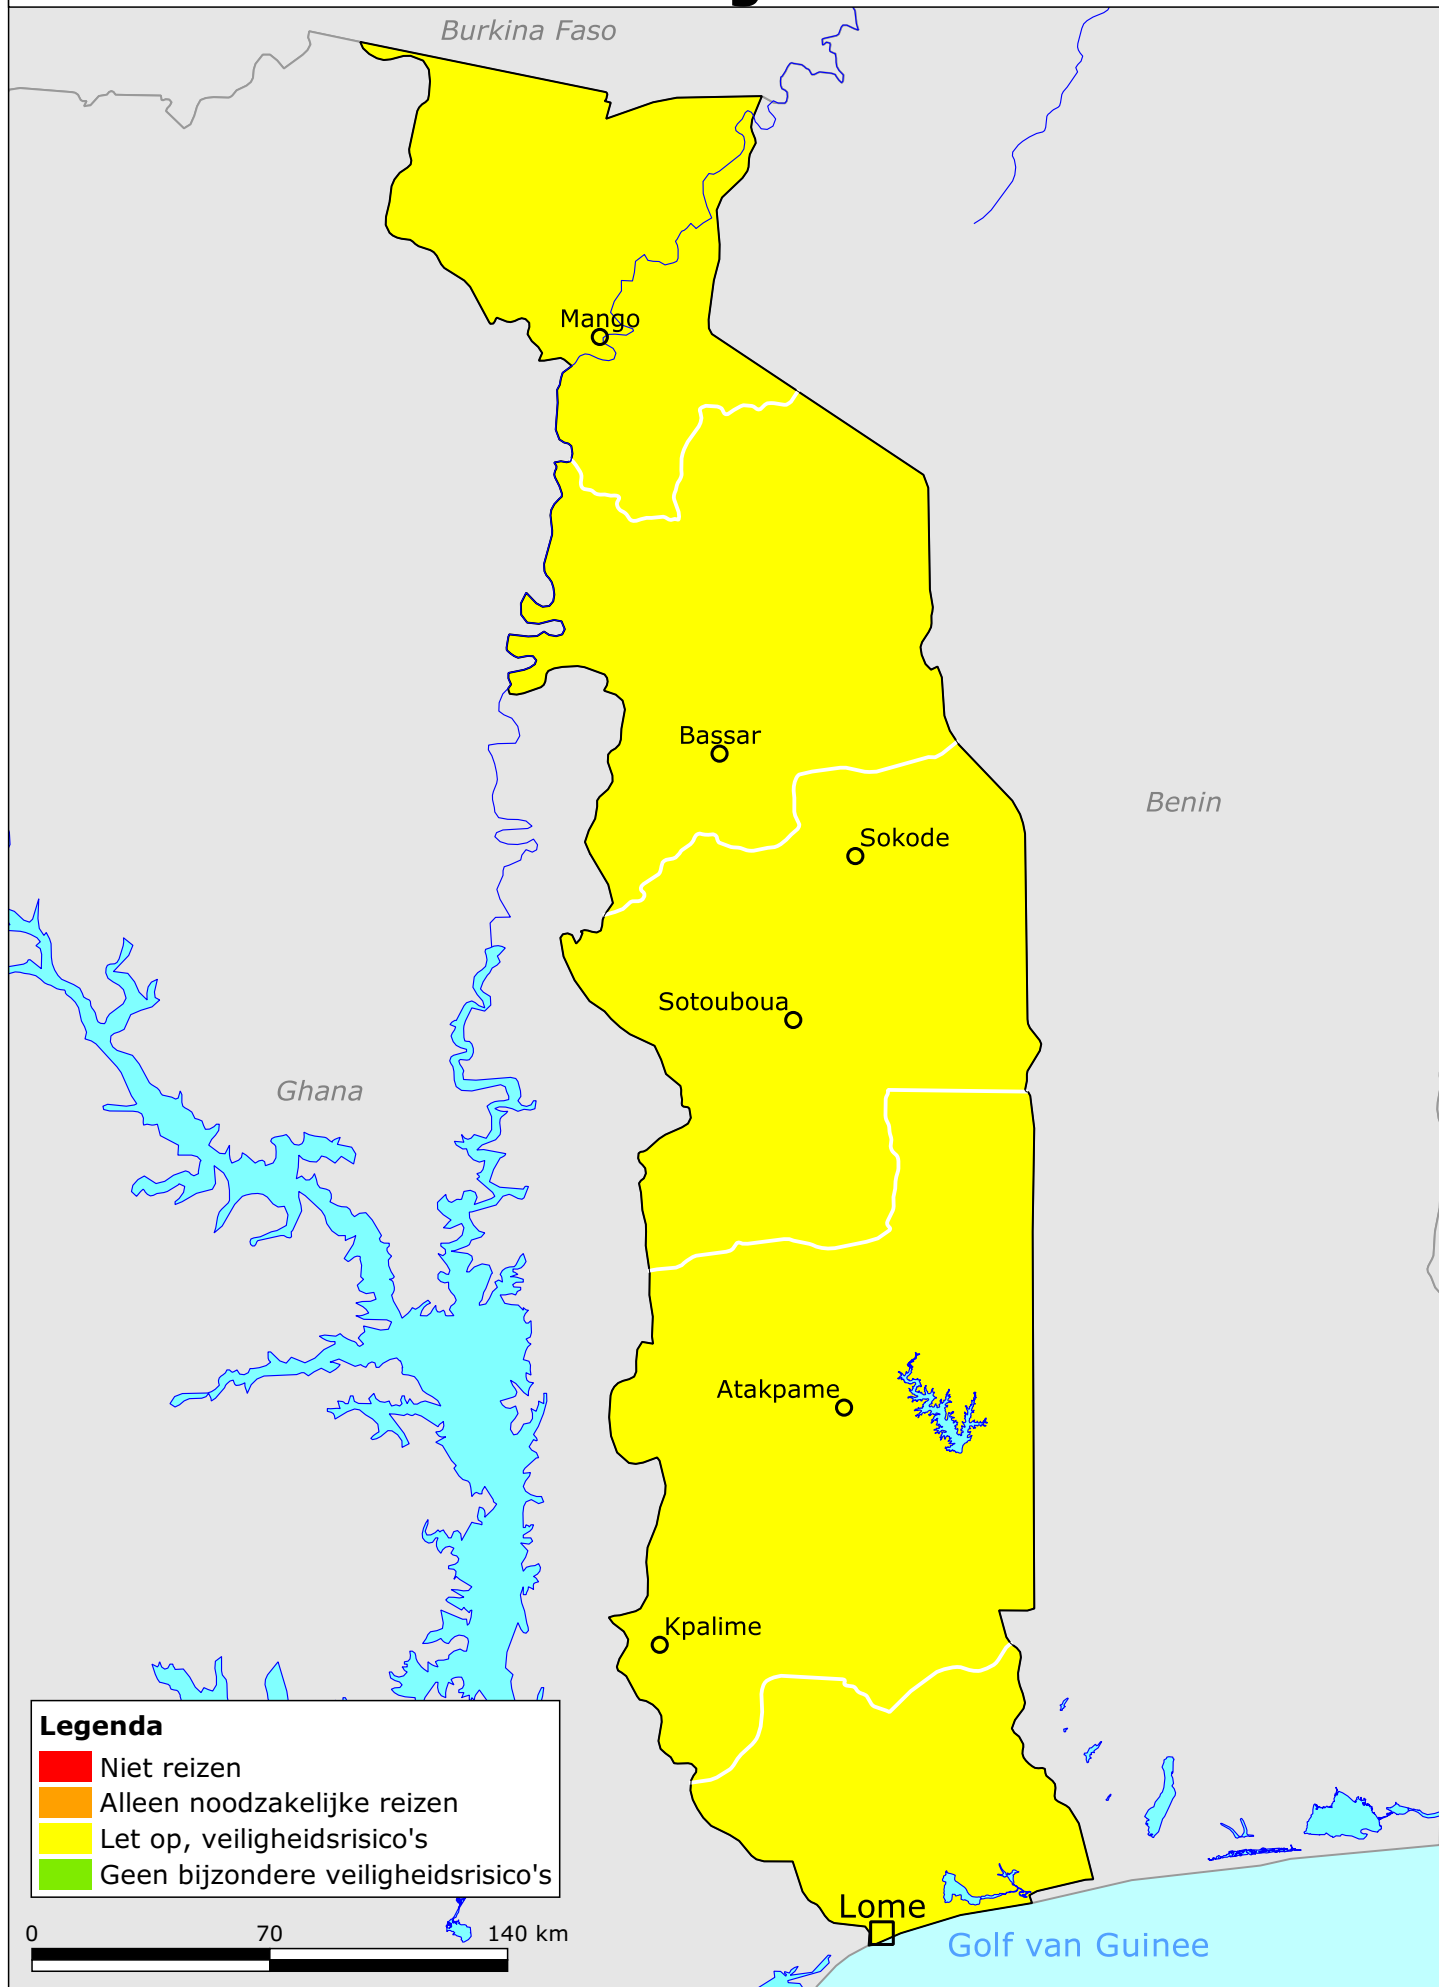 Burkina Faso
Mango
Bassar
Benin
Sokode
Sotouboua
Ghana
Atakpame
Kpalime
Legenda
Niet reizen
Alleen noodzakelijke reizen
Let op, veiligheidsrisico's
Geen bijzondere veiligheidsrisico's
Lome
0 70 140 km
Golf van Guinee